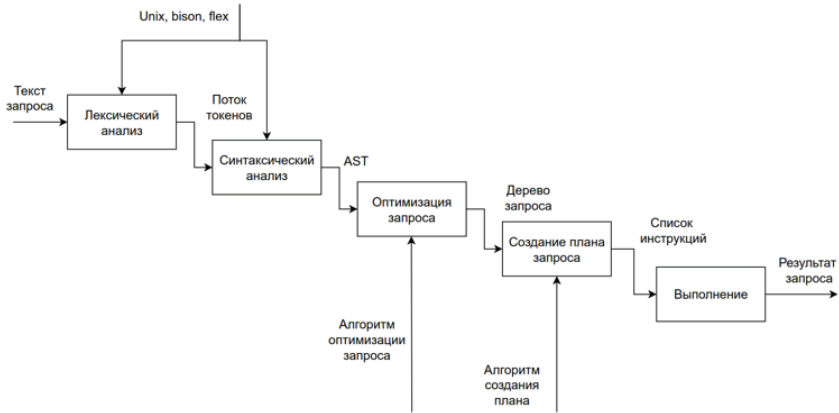 Unix, bison, flex
Текст
запроса
Лексический
анализ
Поток
токенов
Синтаксический
анализ
AST
Оптимизация
запроса
Дерево
запроса
Создание плана
запроса
Список
инструкций
Выполнение
Результат
запроса
Алгоритм
оптимизации
запроса
Алгоритм
создания
плана